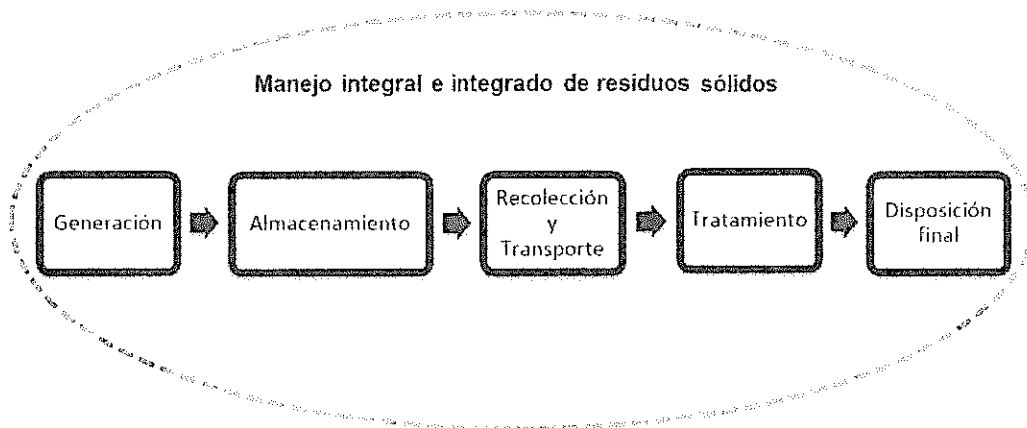 Manejo integral e integrado de residuos sólidos
Generación
Almacenamiento
Recolección
y
Transporte
Tratamiento
Disposición
final